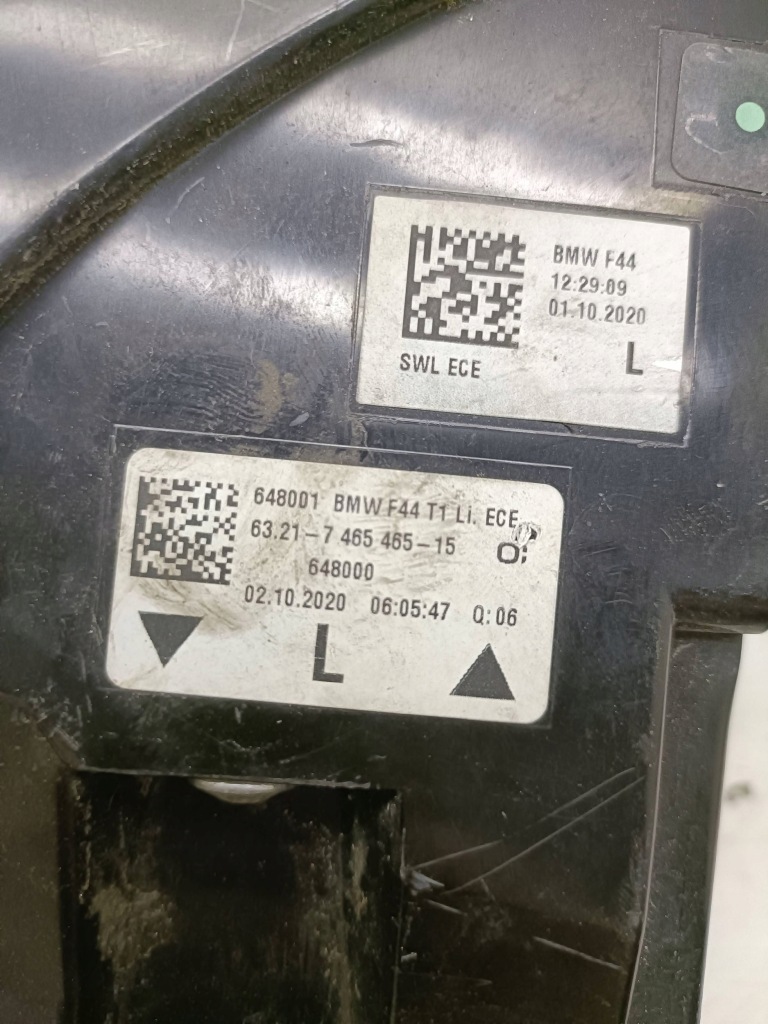 BMW F44
12:29:09
01.10.2020
SWL ECE
L
648001 BMW F44 T1 Li. ECE
63.21-7 465 465-15
648000
02.10.2020 06:05:47 Q:06
L